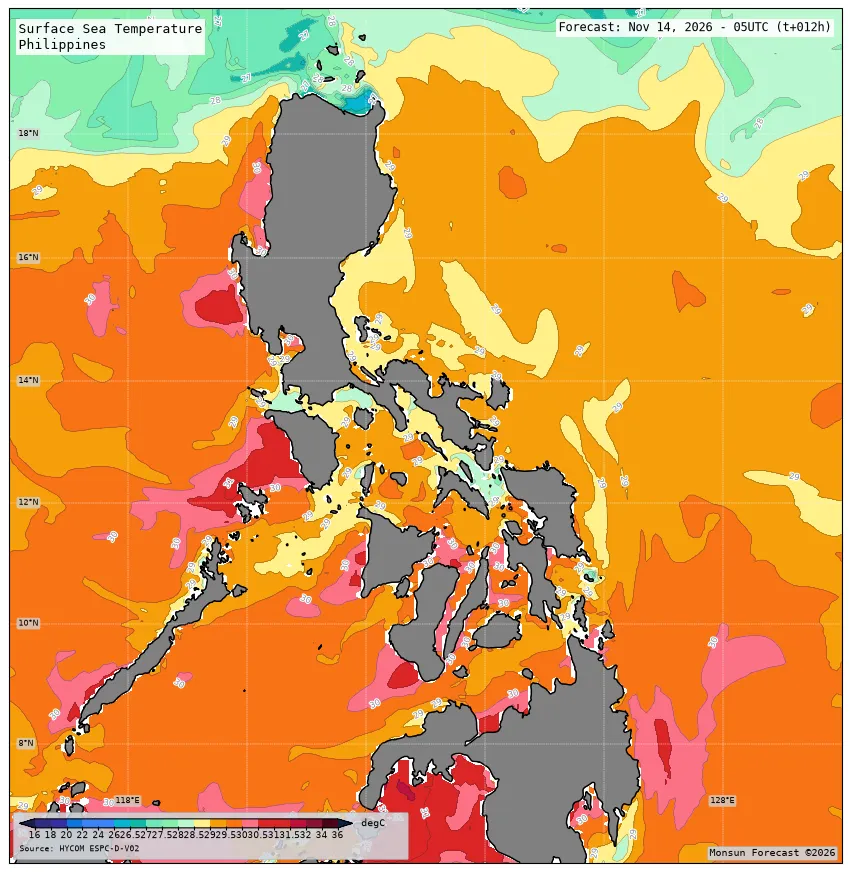 Surface Sea Temperature
Philippines
Forecast: Nov 14, 2026 - 05UTC (t+012h)
18°N
16°N
14°N
12°N
10°N
8°N
118°E
128°E
16 18 20 22 24 26 26.5 27 27.5 28 28.5 29 29.5 30 30.5 31 31.5 32 34 36
degC
Source: HYCOM ESPC-D-V02
Monsun Forecast ©2026